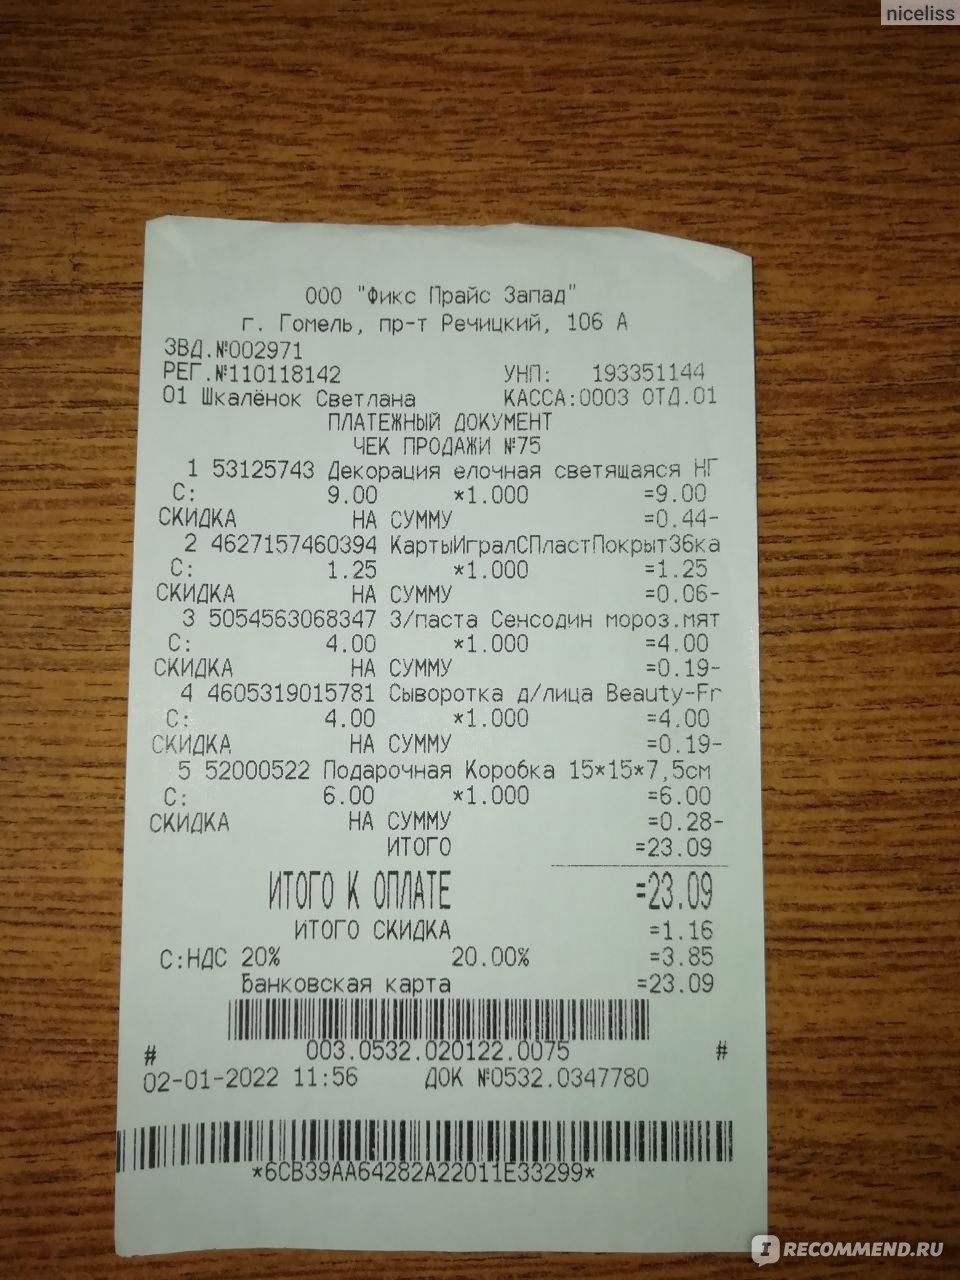 niceliss
ООО "Фикс Прайс Запад"
г. Гомель, пр-т Речицкий, 106 А
ЗВД.№002971
РЕГ.№110118142 УНП: 193351144
01 Шкалёнок Светлана КАССА:0003 ОТД.01
ПЛАТЕЖНЫЙ ДОКУМЕНТ
ЧЕК ПРОДАЖИ №75
1 53125743 Декорация елочная светящаяся НГ
С: 9.00 *1.000 =9.00
СКИДКА НА СУММУ =0.44-
2 4627157460394 КартыИгралСПластПокрыт36ка
С: 1.25 *1.000 =1.25
СКИДКА НА СУММУ =0.06-
3 5054563068347 З/паста Сенсодин мороз.мят
С: 4.00 *1.000 =4.00
СКИДКА НА СУММУ =0.19-
4 4605319015781 Сыворотка д/лица Beauty-Fr
С: 4.00 *1.000 =4.00
СКИДКА НА СУММУ =0.19-
5 52000522 Подарочная Коробка 15*15*7,5см
С: 6.00 *1.000 =6.00
СКИДКА НА СУММУ =0.28-
ИТОГО =23.09
ИТОГО К ОПЛАТЕ =23.09
ИТОГО СКИДКА =1.16
С:НДС 20% 20.00% =3.85
Банковская карта =23.09
# 003.0532.020122.0075 #
02-01-2022 11:56 ДОК №0532.0347780
*6CB39AA64282A22011E33299*
I RECOMMEND.RU